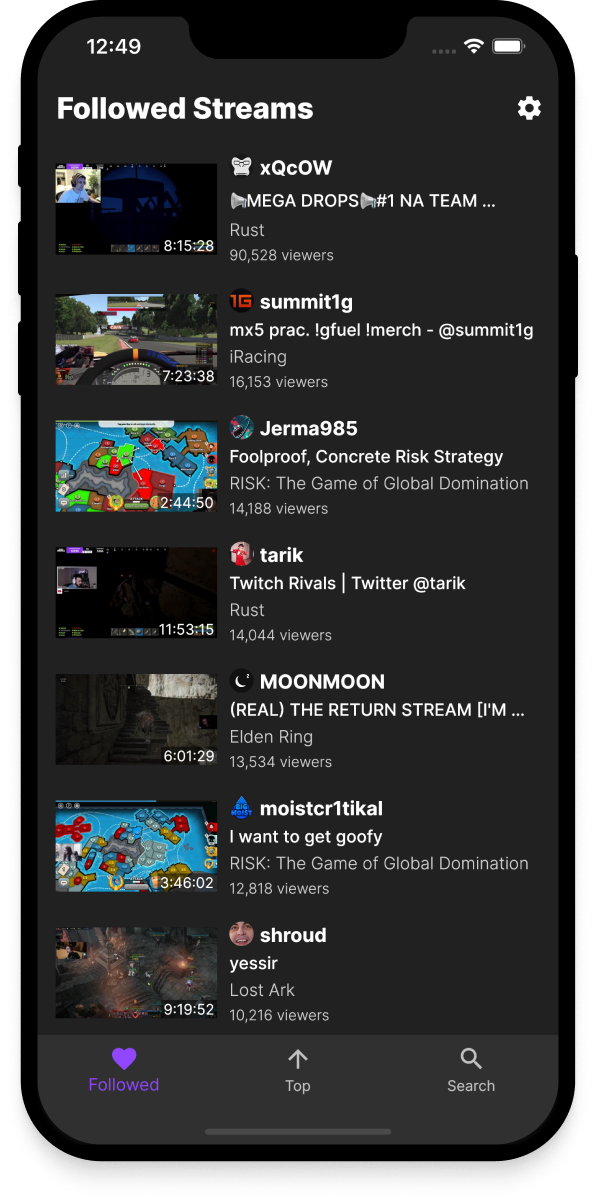 12:49
Followed Streams
xQcOW
MEGA DROPS #1 NA TEAM ...
Rust
90,528 viewers
8:15:28
1G
summit1g
mx5 prac. !gfuel !merch - @summit1g
iRacing
16,153 viewers
7:23:38
Jerma985
Foolproof, Concrete Risk Strategy
RISK: The Game of Global Domination
14,188 viewers
2:44:50
tarik
Twitch Rivals | Twitter @tarik
Rust
14,044 viewers
11:53:15
MOONMOON
(REAL) THE RETURN STREAM [I'M ...
Elden Ring
13,534 viewers
6:01:29
BIG MOIST
moistcr1tikal
I want to get goofy
RISK: The Game of Global Domination
12,818 viewers
3:46:02
shroud
yessir
Lost Ark
10,216 viewers
9:19:52
Followed
Top
Search